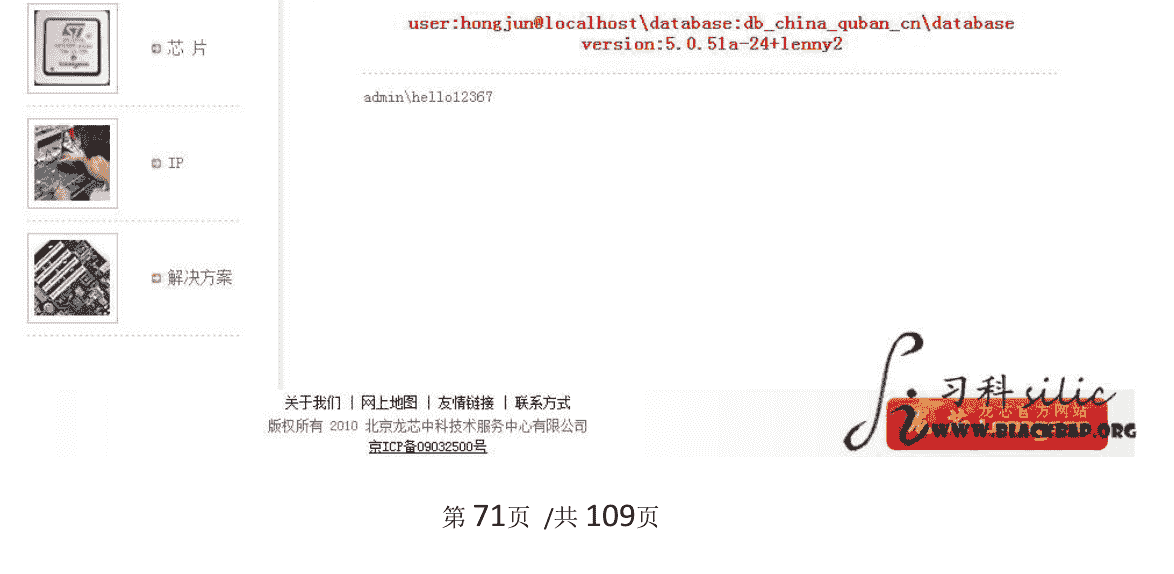 user:hongjun@localhost\database:db_china_quban_cn\database
version:5.0.51a-24+lenny2
芯 片
admin\hello12367
IP
解决方案
关于我们 | 网上地图 | 友情链接 | 联系方式
版权所有 2010 北京龙芯中科技术服务中心有限公司
京ICP备09032500号
习科 silic
龙芯官方网站
WWW.BLACKBAP.ORG
第 71页 /共 109页